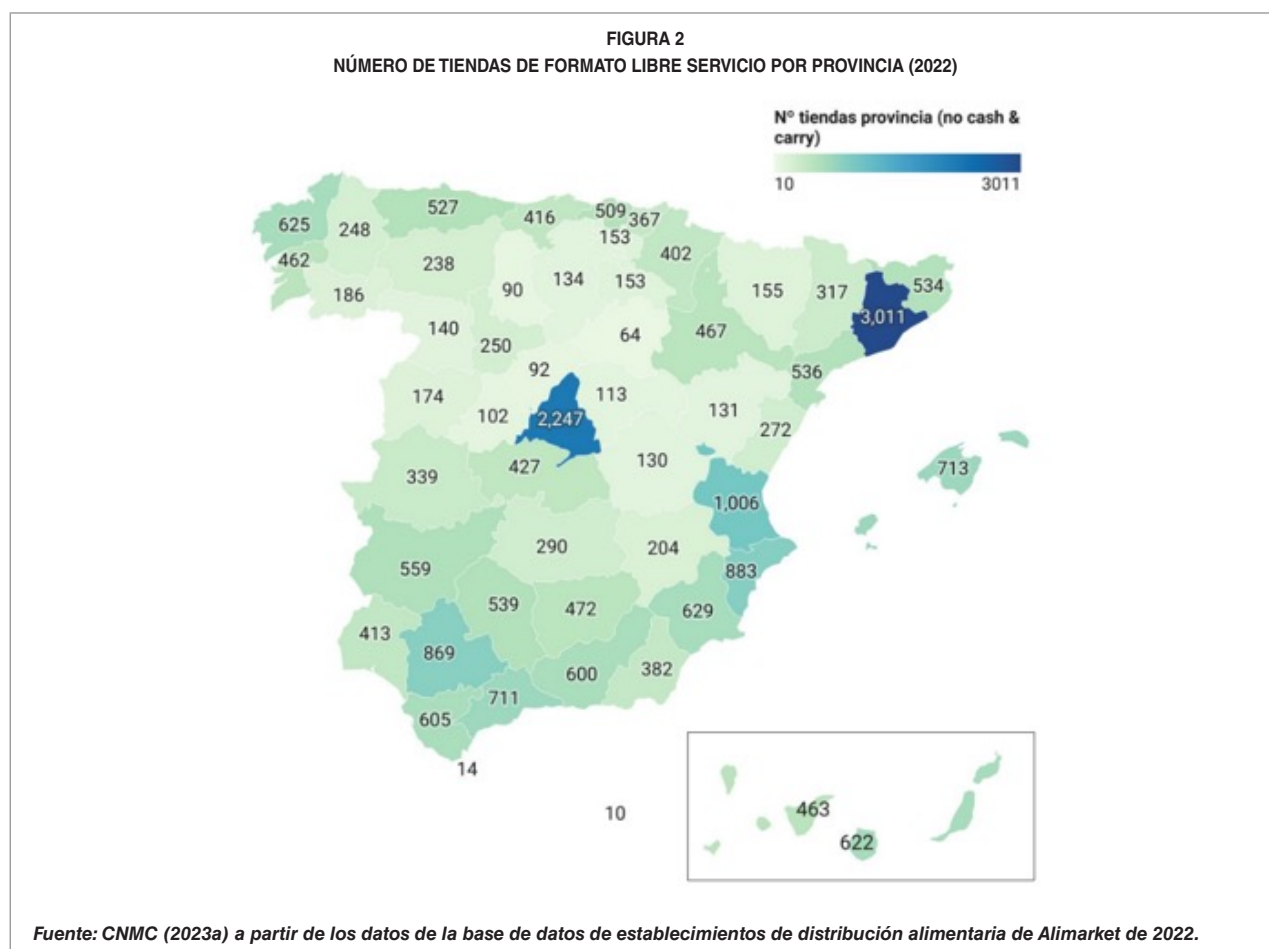 FIGURA 2
NÚMERO DE TIENDAS DE FORMATO LIBRE SERVICIO POR PROVINCIA (2022)
Nº tiendas provincia (no cash &
carry)
10 3011
625 248 527 416 509 367
153
462 238 402
186 90 134 153 155 317 534
3,011
140 250 64 467
92 536
174 102 2,247 113 131
272
339 427 130 713
1,006
290 204
559 883
539 472 629
413 869
600 382
711
605
14
10
463
622
Fuente: CNMC (2023a) a partir de los datos de la base de datos de establecimientos de distribución alimentaria de Alimarket de 2022.